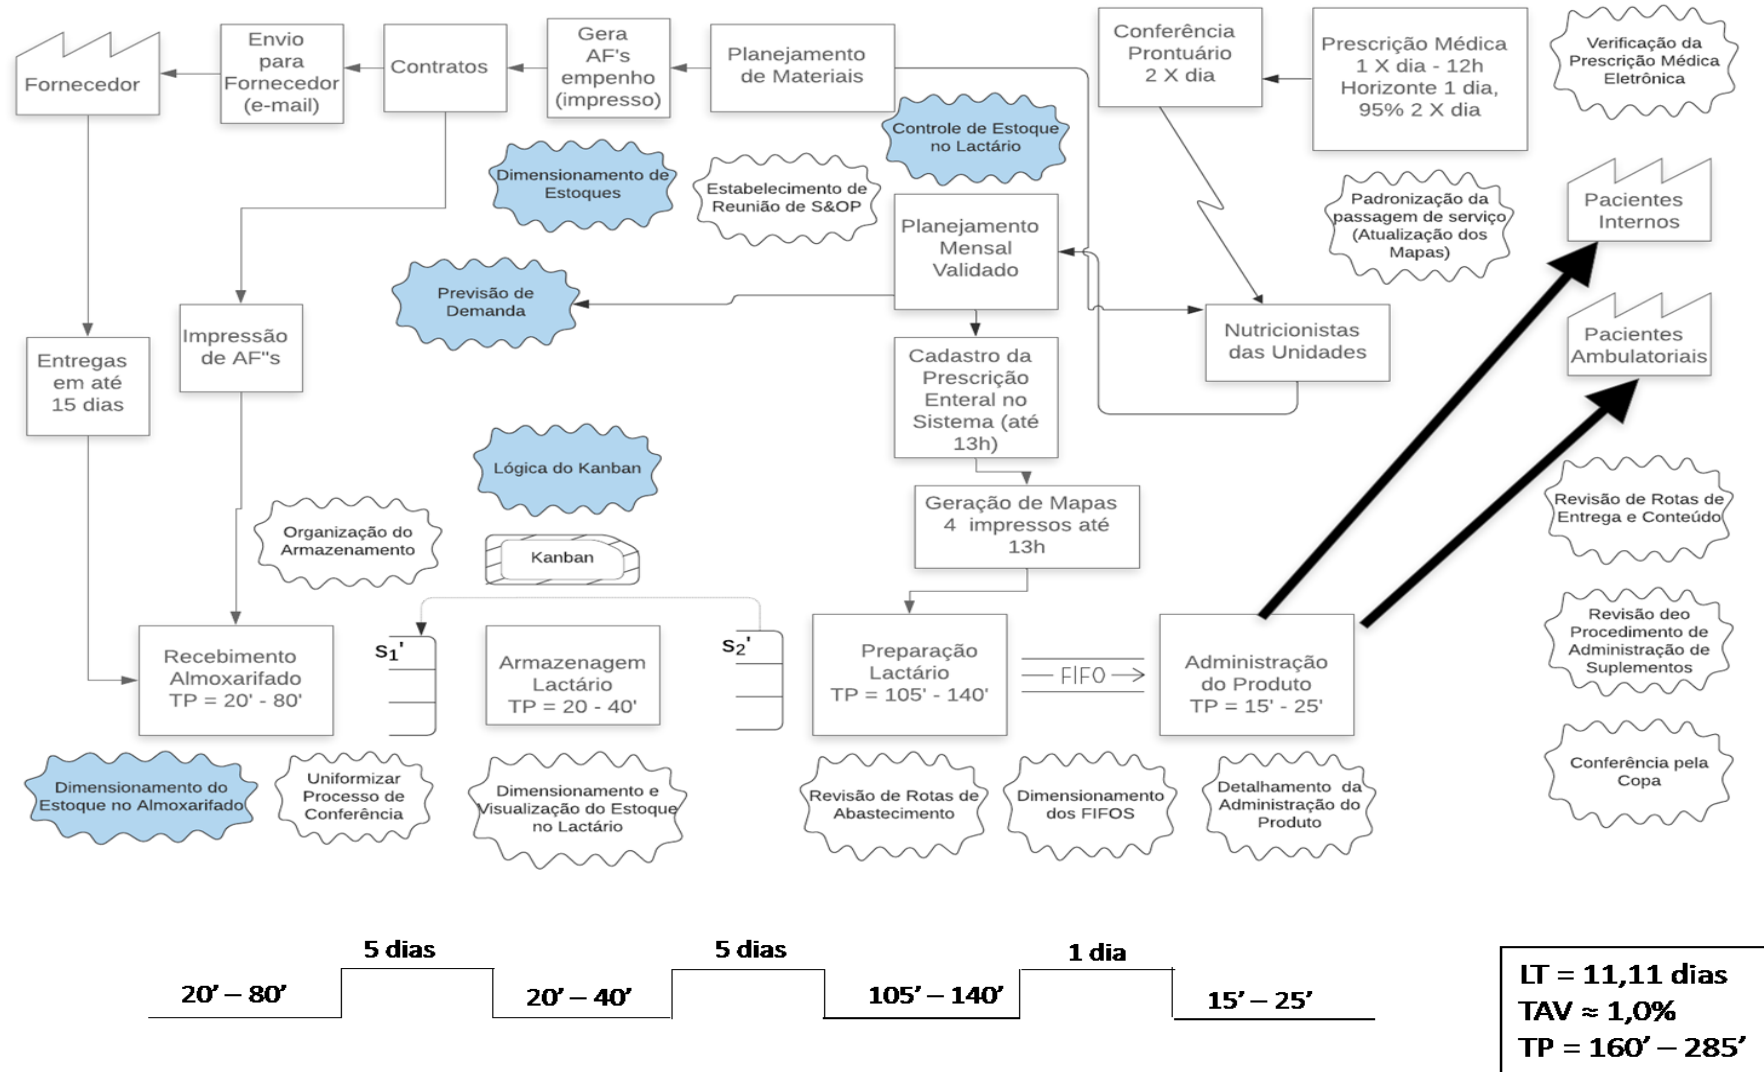 Fornecedor
Envio
para
Fornecedor
(e-mail)
Contratos
Gera
AF's
empenho
(impresso)
Planejamento
de Materiais
Conferência
Prontuário
2 X dia
Prescrição Médica
1 X dia - 12h
Horizonte 1 dia,
95% 2 X dia
Verificação da
Prescrição Médica
Eletrônica
Controle de Estoque
no Lactário
Dimensionamento de
Estoques
Estabelecimento de
Reunião de S&OP
Planejamento
Mensal
Validado
Padronização da
passagem de serviço
(Atualização dos
Mapas)
Pacientes
Internos
Previsão de
Demanda
Impressão
de AF"s
Entregas
em até
15 dias
Nutricionistas
das Unidades
Pacientes
Ambulatoriais
Cadastro da
Prescrição
Enteral no
Sistema (até
13h)
Lógica do Kanban
Organização do
Armazenamento
Kanban
Geração de Mapas
4 impressos até
13h
Revisão de Rotas de
Entrega e Conteúdo
Recebimento
Almoxarifado
TP = 20' - 80'
S1'
Armazenagem
Lactário
TP = 20 - 40'
S2'
Preparação
Lactário
TP = 105' - 140'
FIFO
Administração
do Produto
TP = 15' - 25'
Revisão deo
Procedimento de
Administração de
Suplementos
Dimensionamento do
Estoque no Almoxarifado
Uniformizar
Processo de
Conferência
Dimensionamento e
Visualização do Estoque
no Lactário
Revisão de Rotas de
Abastecimento
Dimensionamento
dos FIFOS
Detalhamento da
Administração do
Produto
Conferência pela
Copa
20’ – 80’
5 dias
20’ – 40’
5 dias
105’ – 140’
1 dia
15’ – 25’
LT = 11,11 dias
TAV ≈ 1,0%
TP = 160’ – 285’